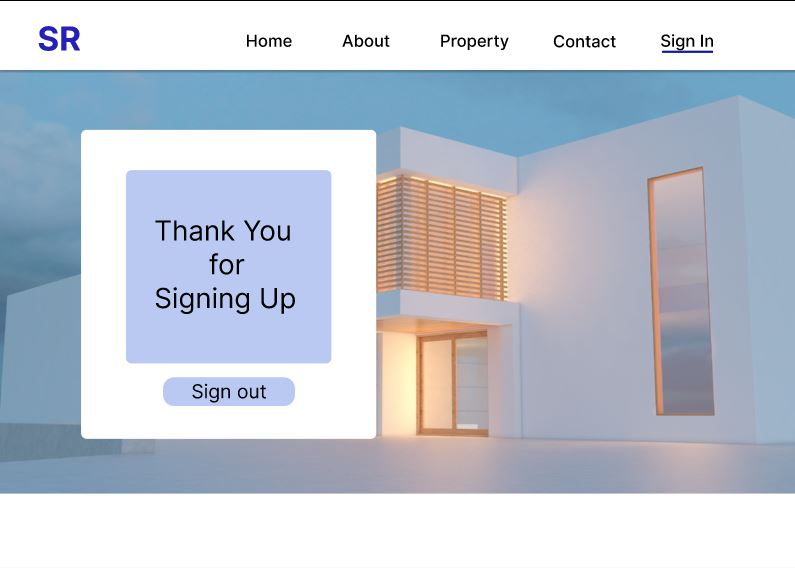 SR Home About Property Contact Sign In
Thank You
for
Signing Up
Sign out